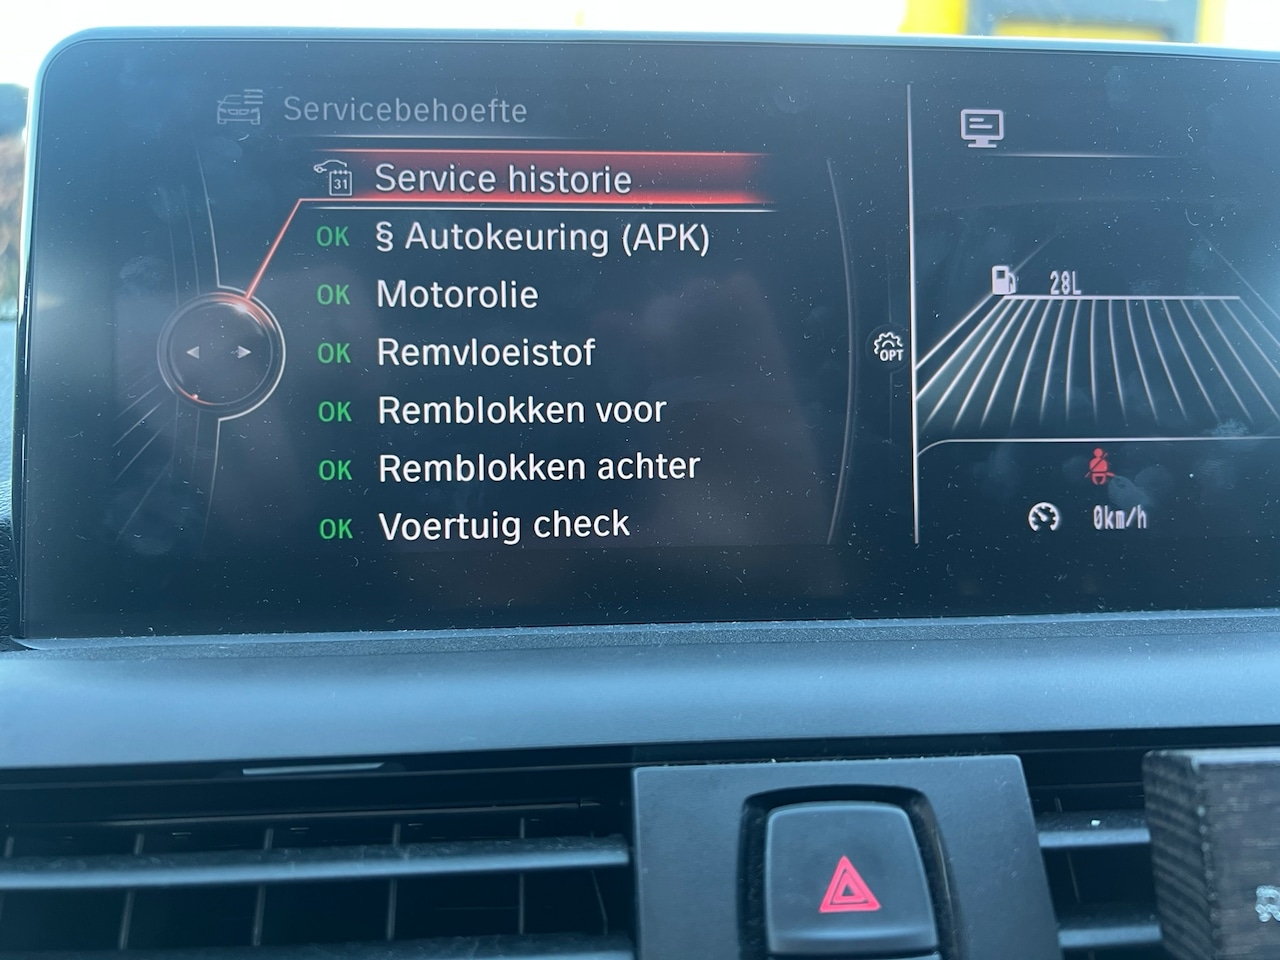 Servicebehoefte
31 Service historie
OK § Autokeuring (APK)
OK Motorolie
OK Remvloeistof
OK Remblokken voor
OK Remblokken achter
OK Voertuig check
OPT
28L
0km/h